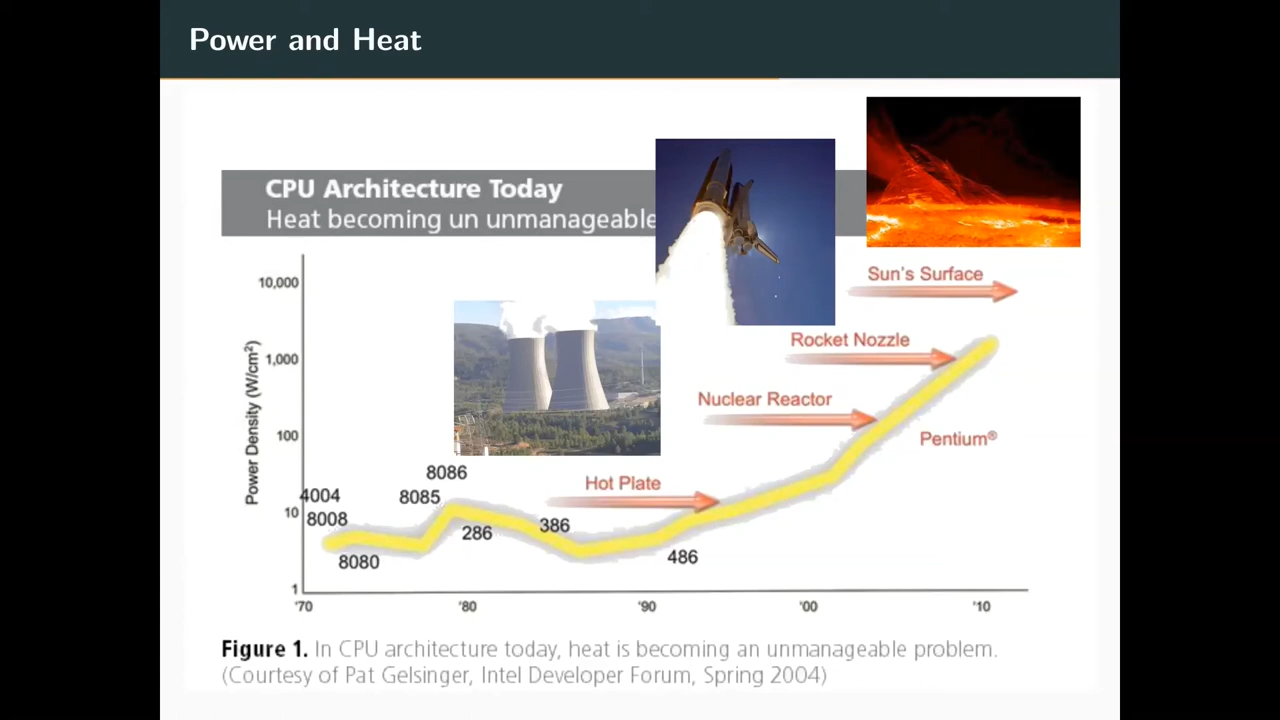 Power and Heat
CPU Architecture Today
Heat becoming un unmanageable
Sun's Surface
10,000
Rocket Nozzle
1,000
Nuclear Reactor
Power Density (W/cm²)
100
Pentium®
8086
Hot Plate
4004
8085
10
8008
386
286
486
8080
1
'70
'80
'90
'00
'10
Figure 1. In CPU architecture today, heat is becoming an unmanageable problem.
(Courtesy of Pat Gelsinger, Intel Developer Forum, Spring 2004)